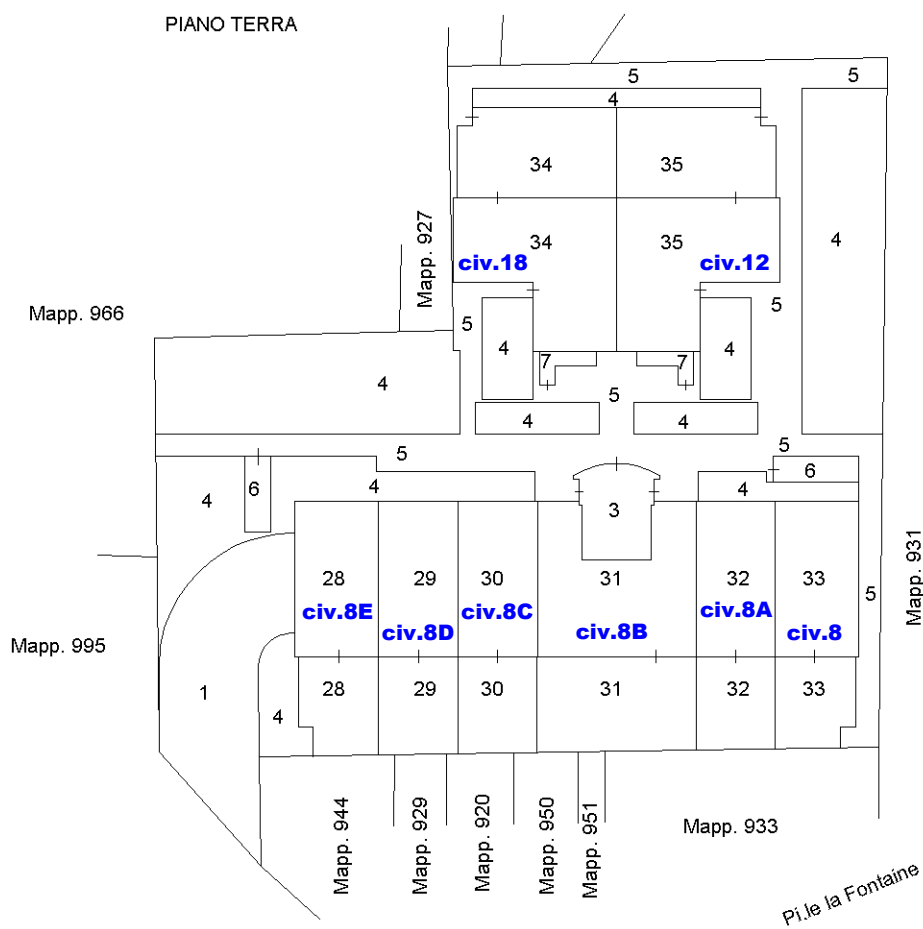 PIANO TERRA
5 5
4
34 35
4
Mapp. 927
34 35
civ.18 civ.12
Mapp. 966
5 5
4 4
7 7
4
5
4 4
5 5
4 6 4 4 6
3
Mapp. 931
28 29 30 31 32 33
5
civ.8E civ.8D civ.8C civ.8B civ.8A civ.8
Mapp. 995
1
28 29 30 31 32 33
4
Mapp. 944
Mapp. 929
Mapp. 920
Mapp. 950
Mapp. 951
Mapp. 933
Pi.le la Fontaine